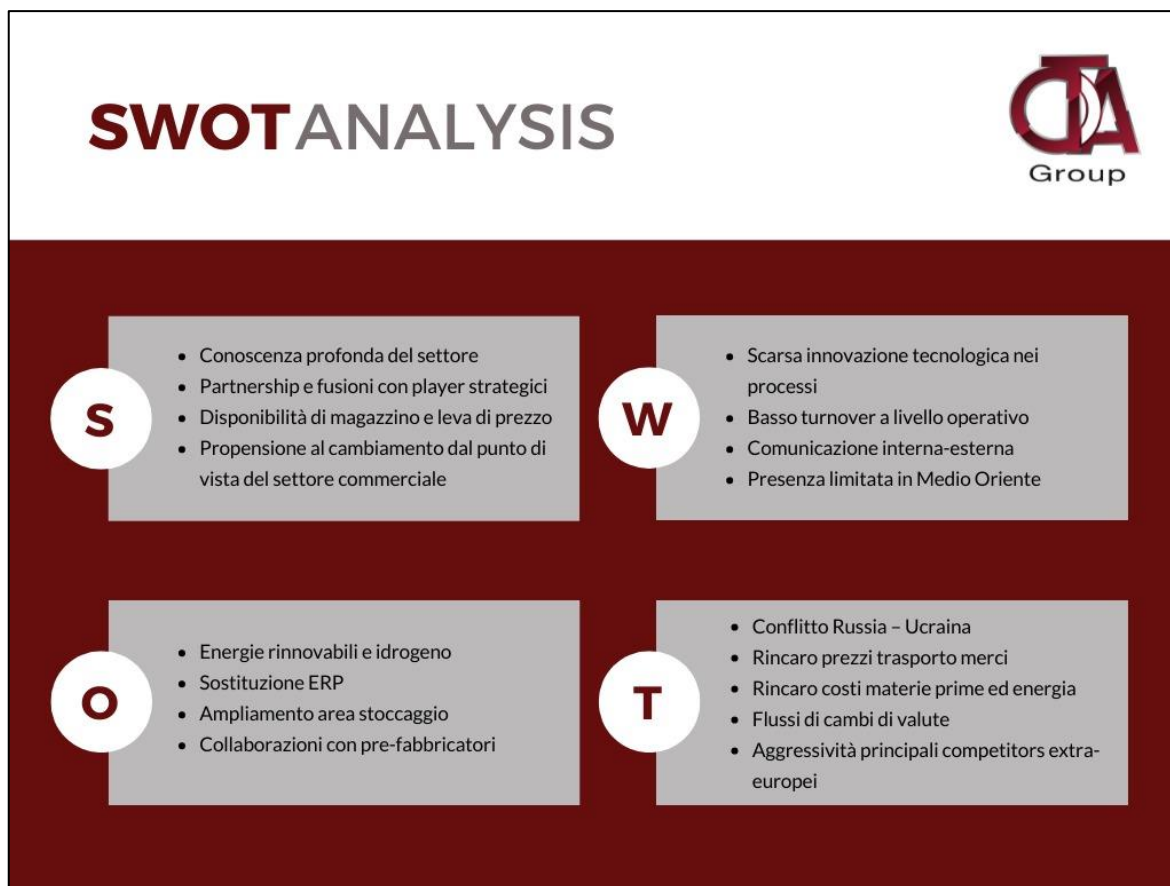 SWOT ANALYSIS
CTA
Group
S
• Conoscenza profonda del settore
• Partnership e fusioni con player strategici
• Disponibilità di magazzino e leva di prezzo
• Propensione al cambiamento dal punto di
vista del settore commerciale
W
• Scarsa innovazione tecnologica nei
processi
• Basso turnover a livello operativo
• Comunicazione interna-esterna
• Presenza limitata in Medio Oriente
O
• Energie rinnovabili e idrogeno
• Sostituzione ERP
• Ampliamento area stoccaggio
• Collaborazioni con pre-fabbricatori
T
• Conflitto Russia – Ucraina
• Rincaro prezzi trasporto merci
• Rincaro costi materie prime ed energia
• Flussi di cambi di valute
• Aggressività principali competitors extra-
europei